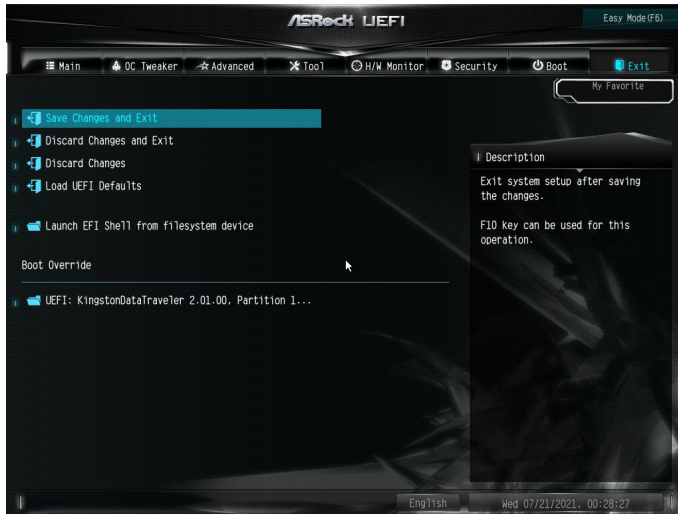 ASRock UEFI
Easy Mode(F6)
Main
OC Tweaker
Advanced
Tool
H/W Monitor
Security
Boot
Exit
My Favorite
Save Changes and Exit
Discard Changes and Exit
Discard Changes
Load UEFI Defaults
Launch EFI Shell from filesystem device
Boot Override
UEFI: KingstonDataTraveler 2.01.00, Partition 1...
Description
Exit system setup after saving
the changes.
F10 key can be used for this
operation.
English
Wed 07/21/2021, 00:28:27